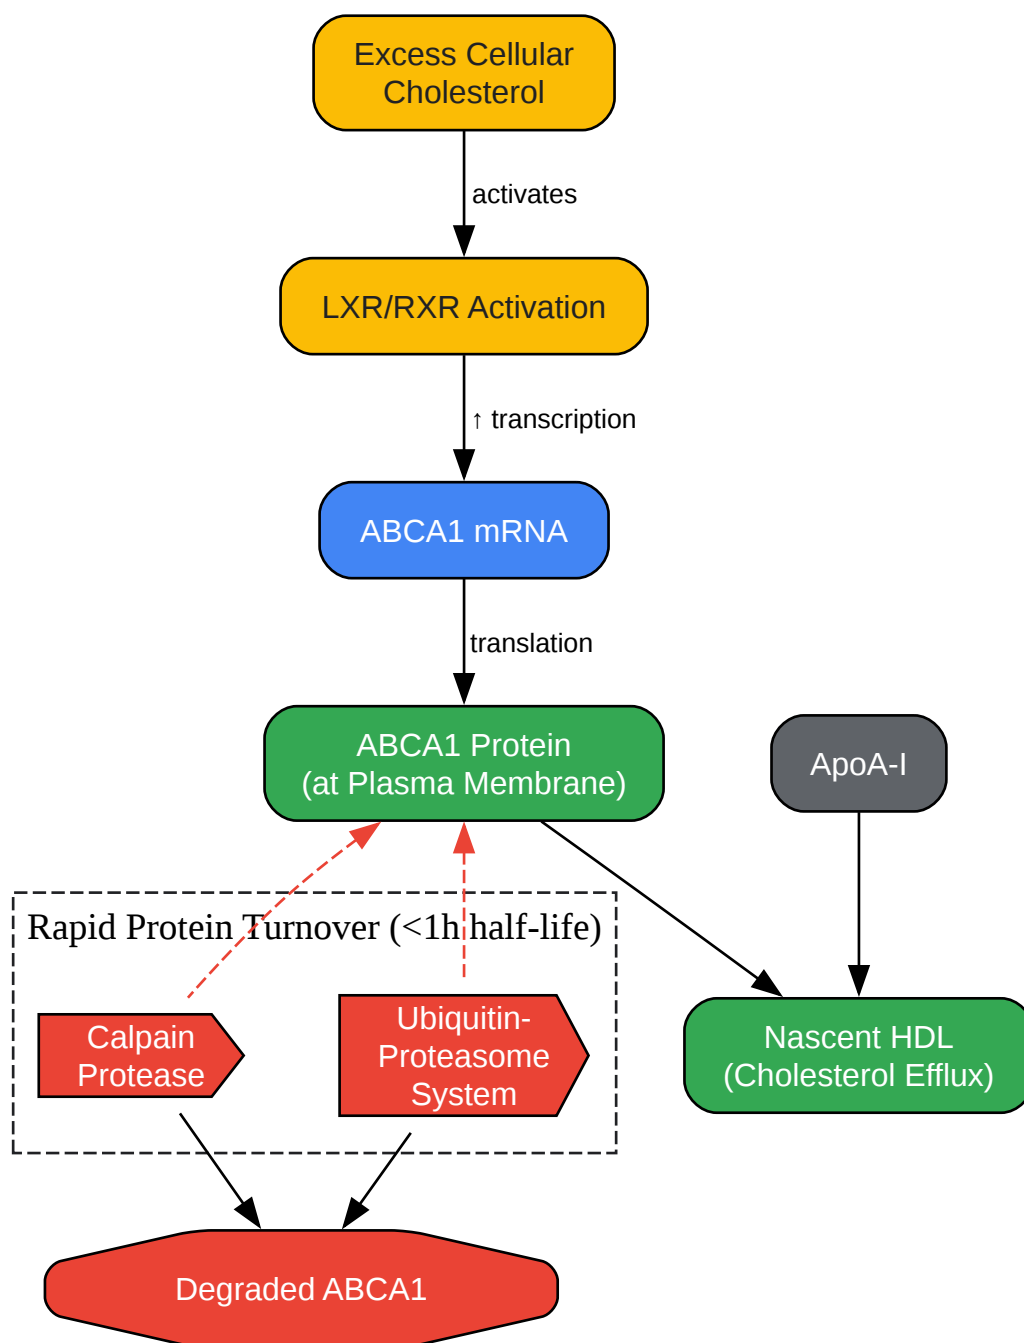 Excess Cellular
Cholesterol
activates
LXR/RXR Activation
↑ transcription
ABCA1 mRNA
translation
ABCA1 Protein
(at Plasma Membrane)
ApoA-I
Rapid Protein Turnover (<1h half-life)
Calpain
Protease
Ubiquitin-
Proteasome
System
Nascent HDL
(Cholesterol Efflux)
Degraded ABCA1